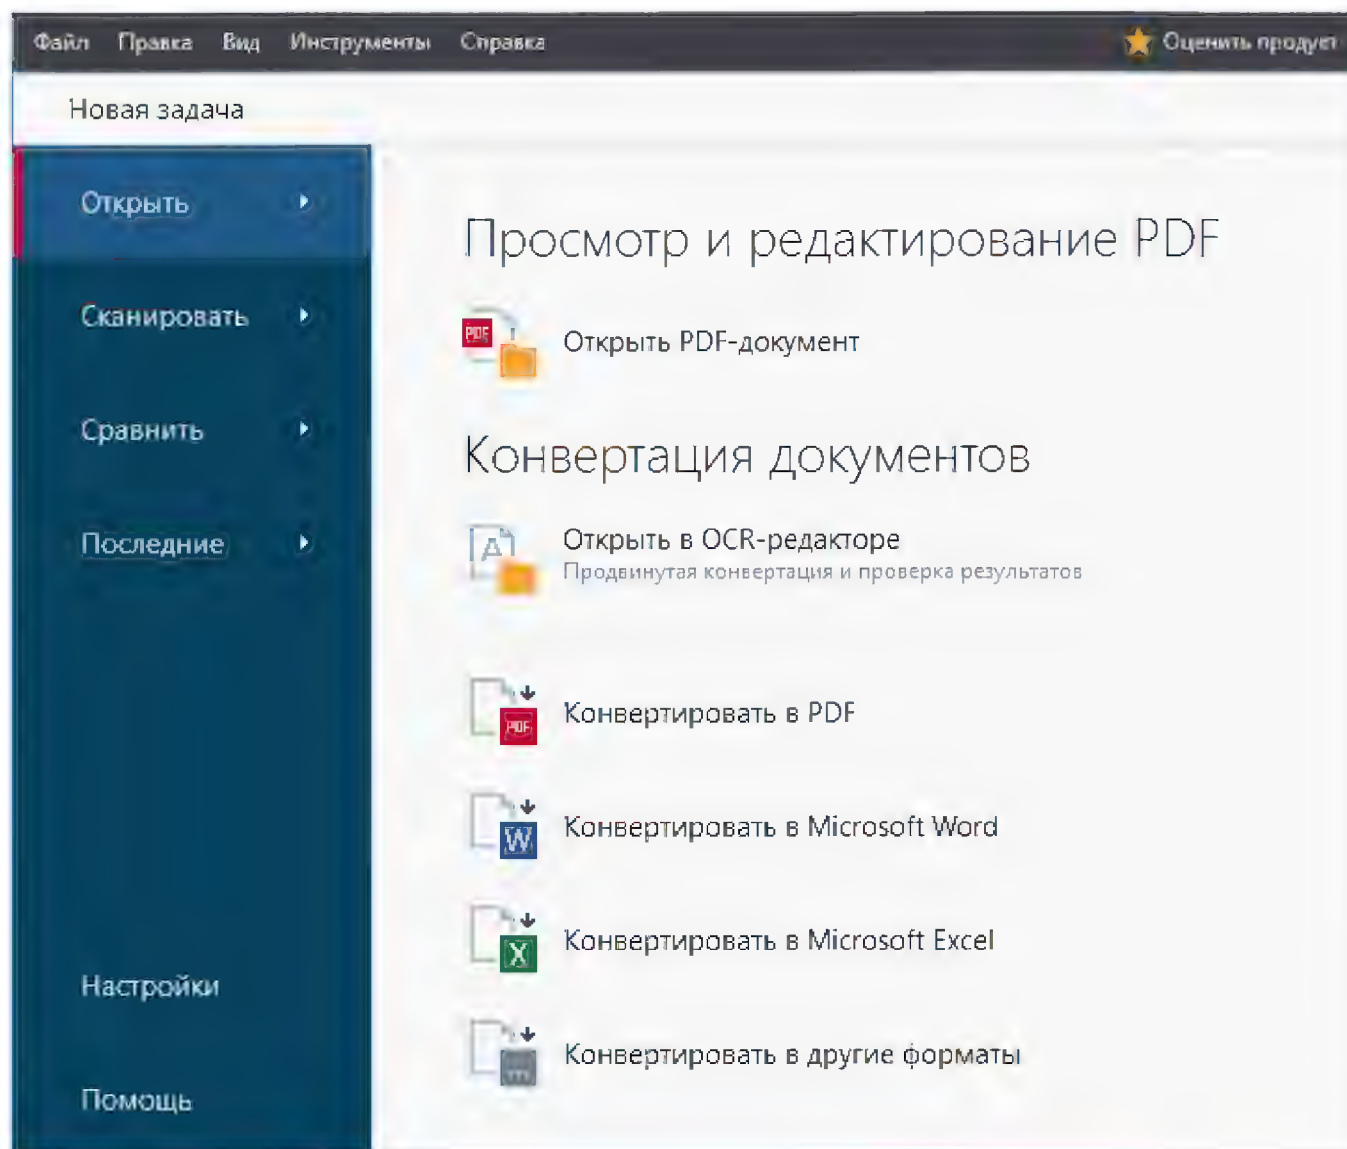 Файл Правка Вид Инструменты Справка Оценить продукт
Новая задача
Открыть
Сканировать
Сравнить
Последние
Настройки
Помощь
Просмотр и редактирование PDF
PDF
Открыть PDF-документ
Конвертация документов
A
Открыть в OCR-редакторе
Продвинутая конвертация и проверка результатов
PDF
Конвертировать в PDF
W
Конвертировать в Microsoft Word
X
Конвертировать в Microsoft Excel
Конвертировать в другие форматы